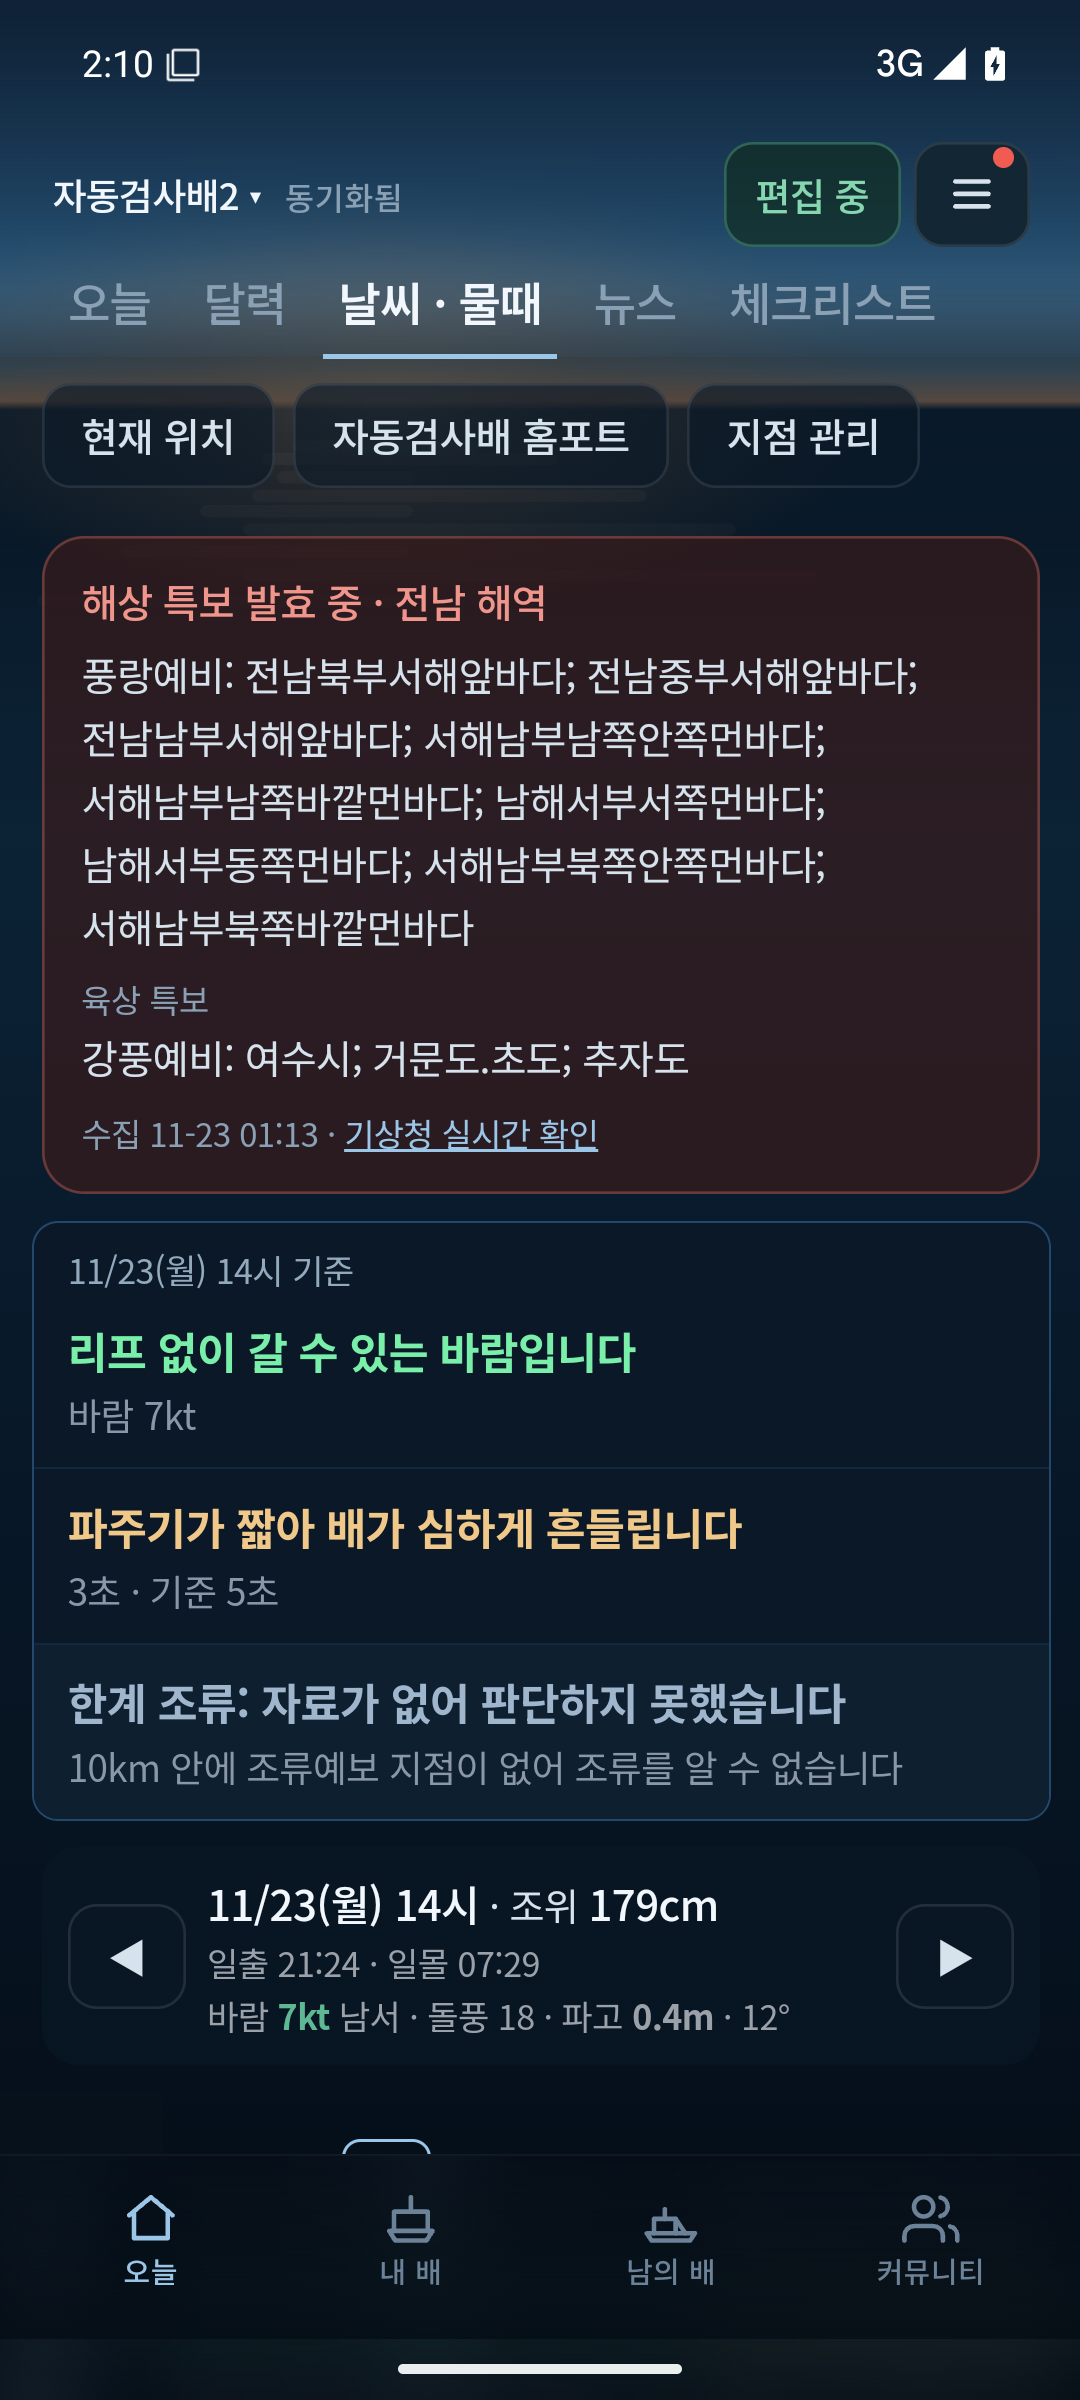 2:10
3G
자동검사배2 ▾ 동기화됨
편집 중
오늘 달력 날씨 · 물때 뉴스 체크리스트
현재 위치 자동검사배 홈포트 지점 관리
해상 특보 발효 중 · 전남 해역
풍랑예비: 전남북부서해앞바다; 전남중부서해앞바다;
전남남부서해앞바다; 서해남부남쪽안쪽먼바다;
서해남부남쪽바깥먼바다; 남해서부서쪽먼바다;
남해서부동쪽먼바다; 서해남부북쪽안쪽먼바다;
서해남부북쪽바깥먼바다
육상 특보
강풍예비: 여수시; 거문도.초도; 추자도
수집 11-23 01:13 · 기상청 실시간 확인
11/23(월) 14시 기준
리프 없이 갈 수 있는 바람입니다
바람 7kt
파주기가 짧아 배가 심하게 흔들립니다
3초 · 기준 5초
한계 조류: 자료가 없어 판단하지 못했습니다
10km 안에 조류예보 지점이 없어 조류를 알 수 없습니다
11/23(월) 14시 · 조위 179cm
일출 21:24 · 일몰 07:29
바람 7kt 남서 · 돌풍 18 · 파고 0.4m · 12°
오늘 내 배 남의 배 커뮤니티